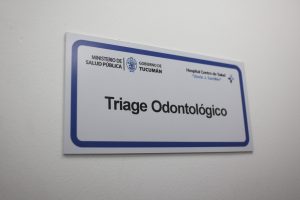 MINISTERIO DE
SALUD PÚBLICA
GOBIERNO DE
TUCUMÁN
Hospital Centro de Salud
Triage Odontológico